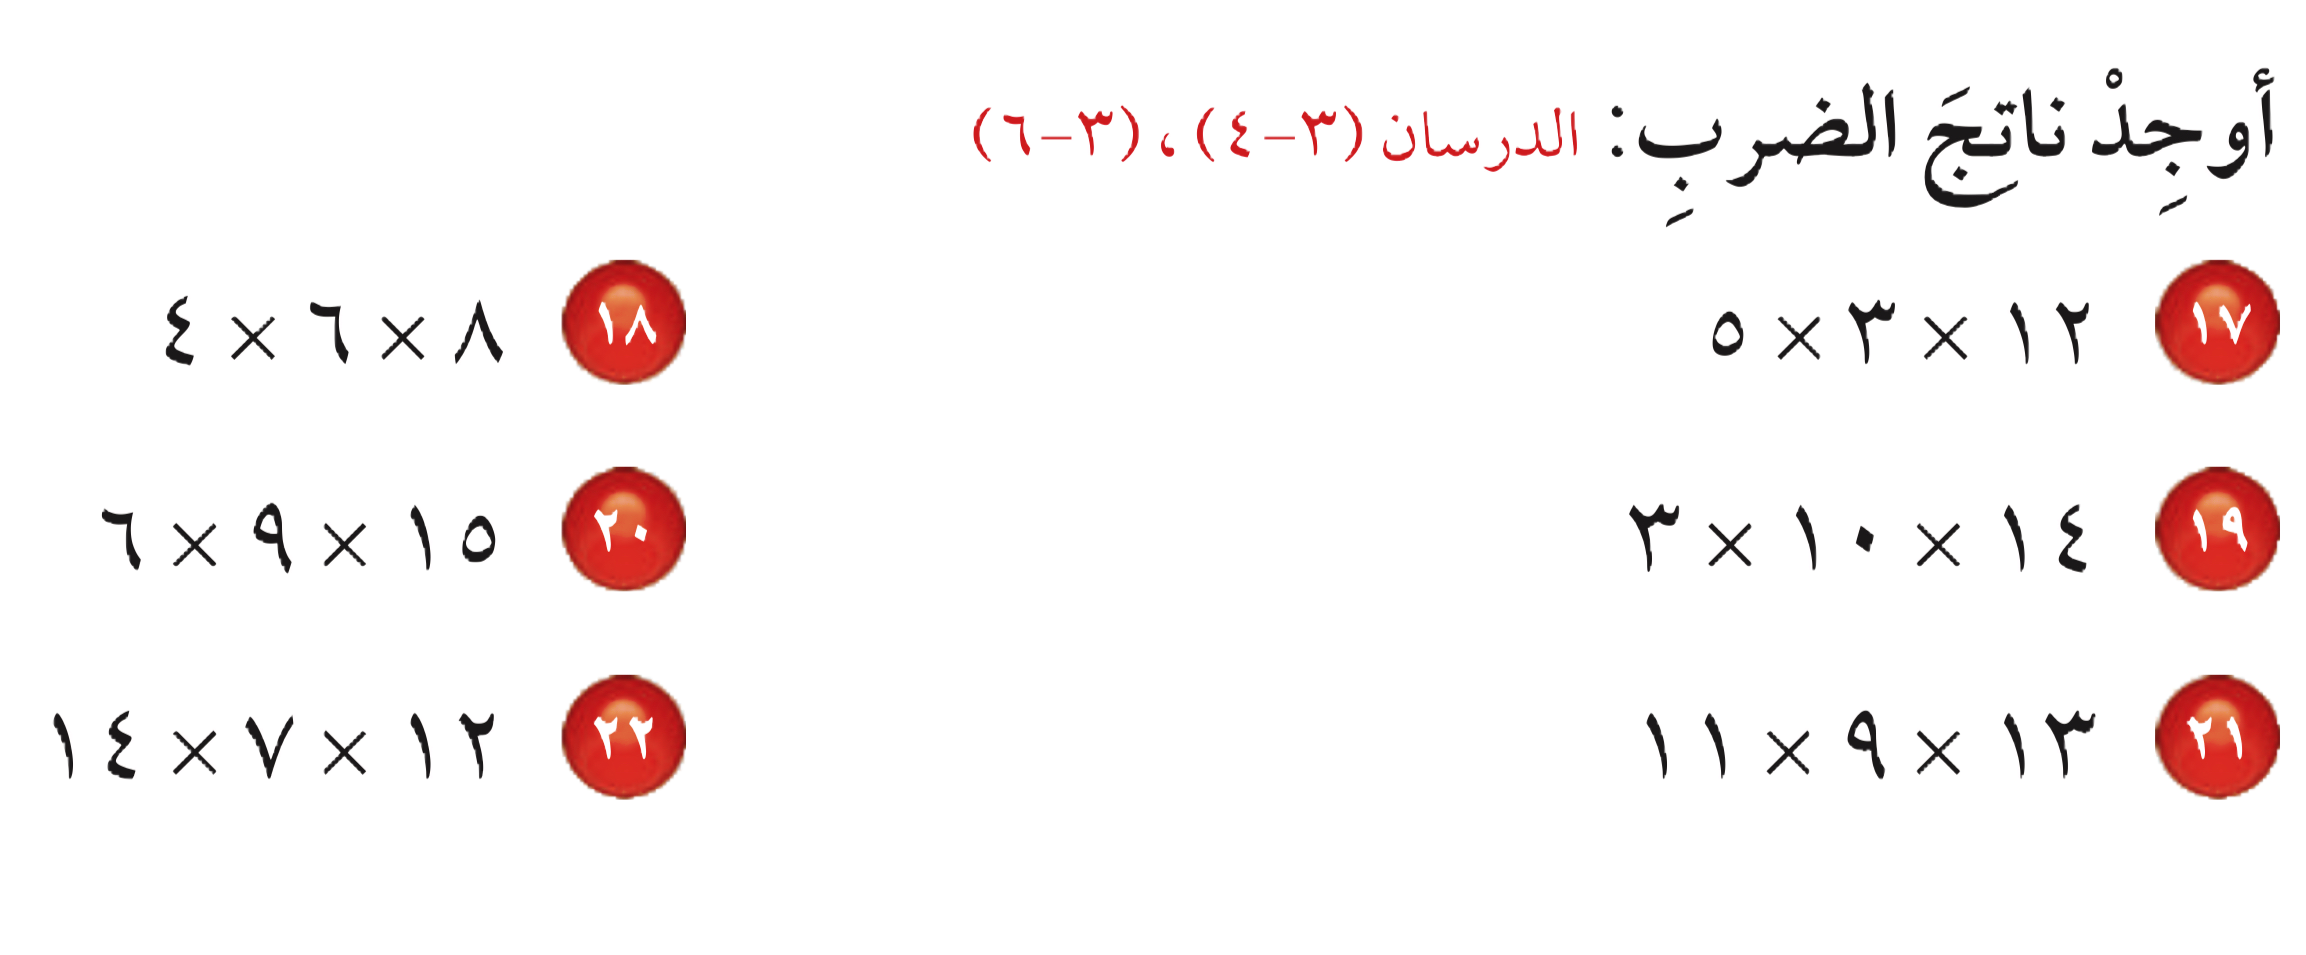 أوجِدْ ناتجَ الضربِ: الدرسان (٣–٤)، (٣–٦)
١٧ ١٢ × ٣ × ٥
١٨ ٨ × ٦ × ٤
١٩ ١٤ × ١٠ × ٣
٢٠ ١٥ × ٩ × ٦
٢١ ١٣ × ٩ × ١١
٢٢ ١٢ × ٧ × ١٤